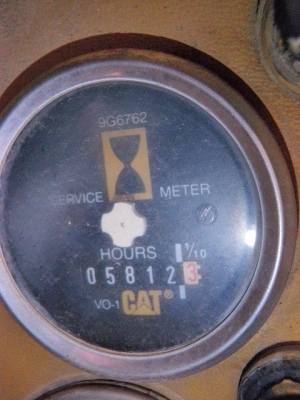 9G6762
SERVICE METER
HOURS 1/10
058123
VO-1 CAT®